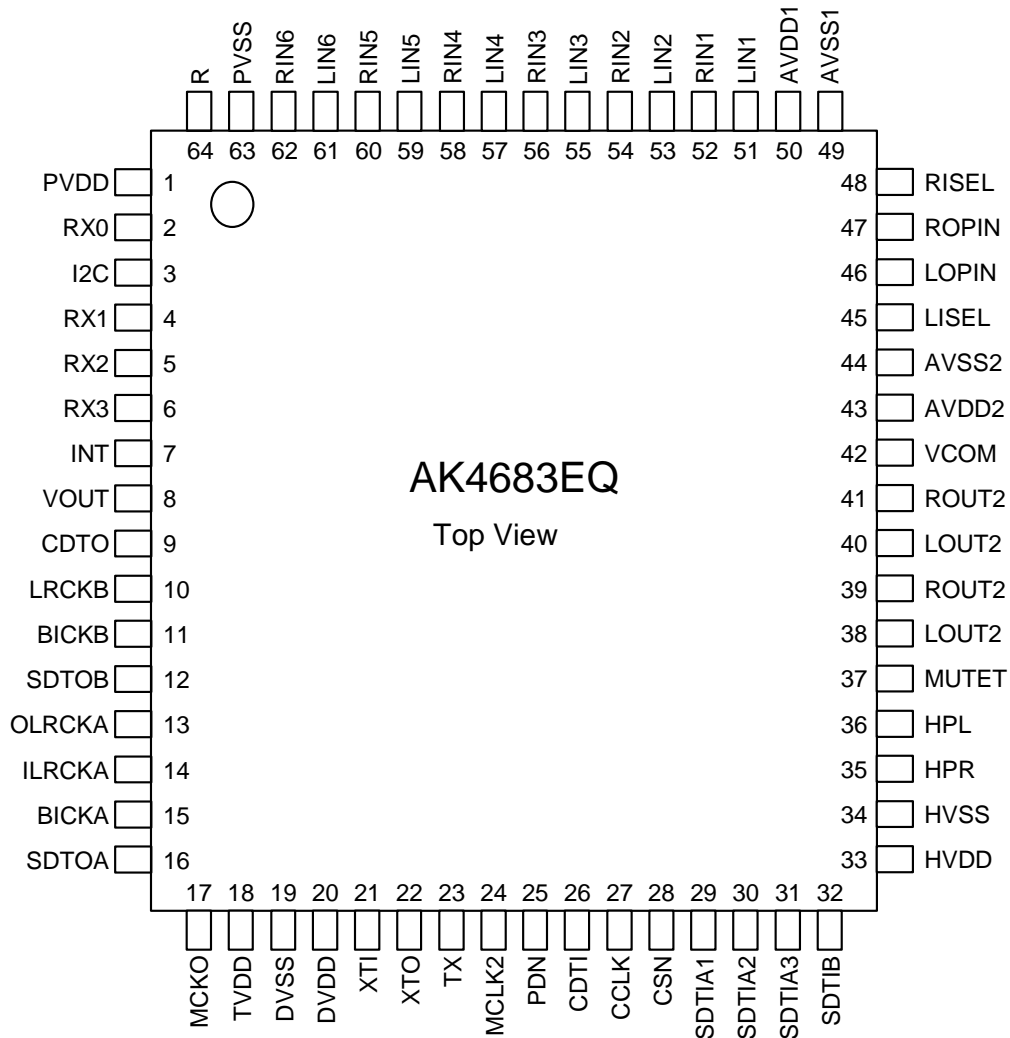 R PVSS RIN6 LIN6 RIN5 LIN5 RIN4 LIN4 RIN3 LIN3 RIN2 LIN2 RIN1 LIN1 AVDD1 AVSS1
64 63 62 61 60 59 58 57 56 55 54 53 52 51 50 49
PVDD 1 48 RISEL
RX0 2 47 ROPIN
I2C 3 46 LOPIN
RX1 4 45 LISEL
RX2 5 44 AVSS2
RX3 6 43 AVDD2
INT 7 42 VCOM
VOUT 8 41 ROUT2
CDTO 9 40 LOUT2
LRCKB 10 39 ROUT2
BICKB 11 38 LOUT2
SDTOB 12 37 MUTET
OLRCKA 13 36 HPL
ILRCKA 14 35 HPR
BICKA 15 34 HVSS
SDTOA 16 33 HVDD
AK4683EQ
Top View
17 18 19 20 21 22 23 24 25 26 27 28 29 30 31 32
MCKO TVDD DVSS DVDD XTI XTO TX MCLK2 PDN CDTI CCLK CSN SDTIA1 SDTIA2 SDTIA3 SDTIB